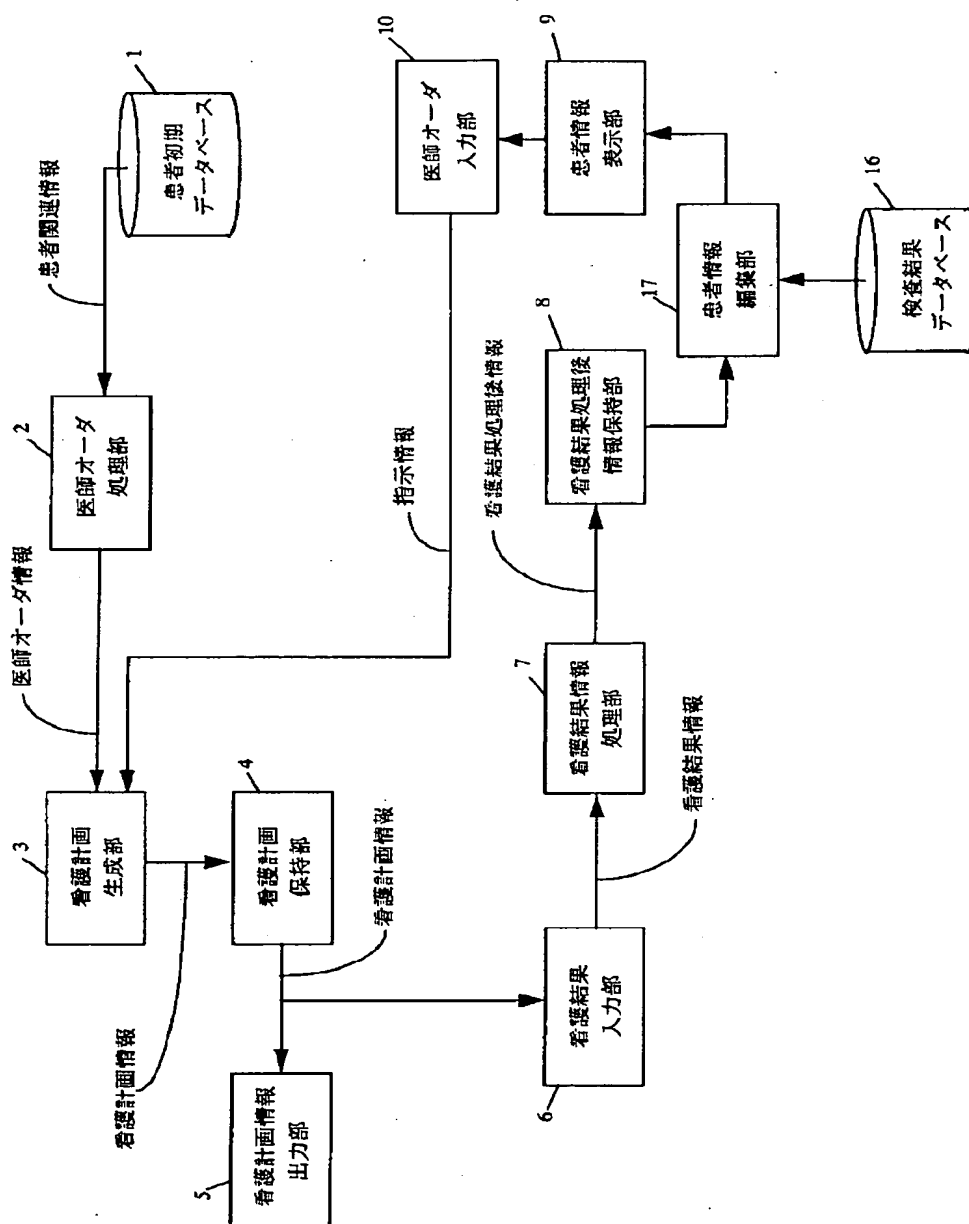 1
患者初期
データベース
患者関連情報
2
医師オーダ
処理部
医師オーダ情報
3
看護計画
生成部
看護計画情報
4
看護計画
保持部
看護計画情報
5
看護計画情報
出力部
6
看護結果
入力部
看護結果情報
7
看護結果情報
処理部
看護結果処理後情報
8
看護結果処理後
情報保持部
17
患者情報
編集部
16
検査結果
データベース
9
患者情報
表示部
10
医師オーダ
入力部
指示情報